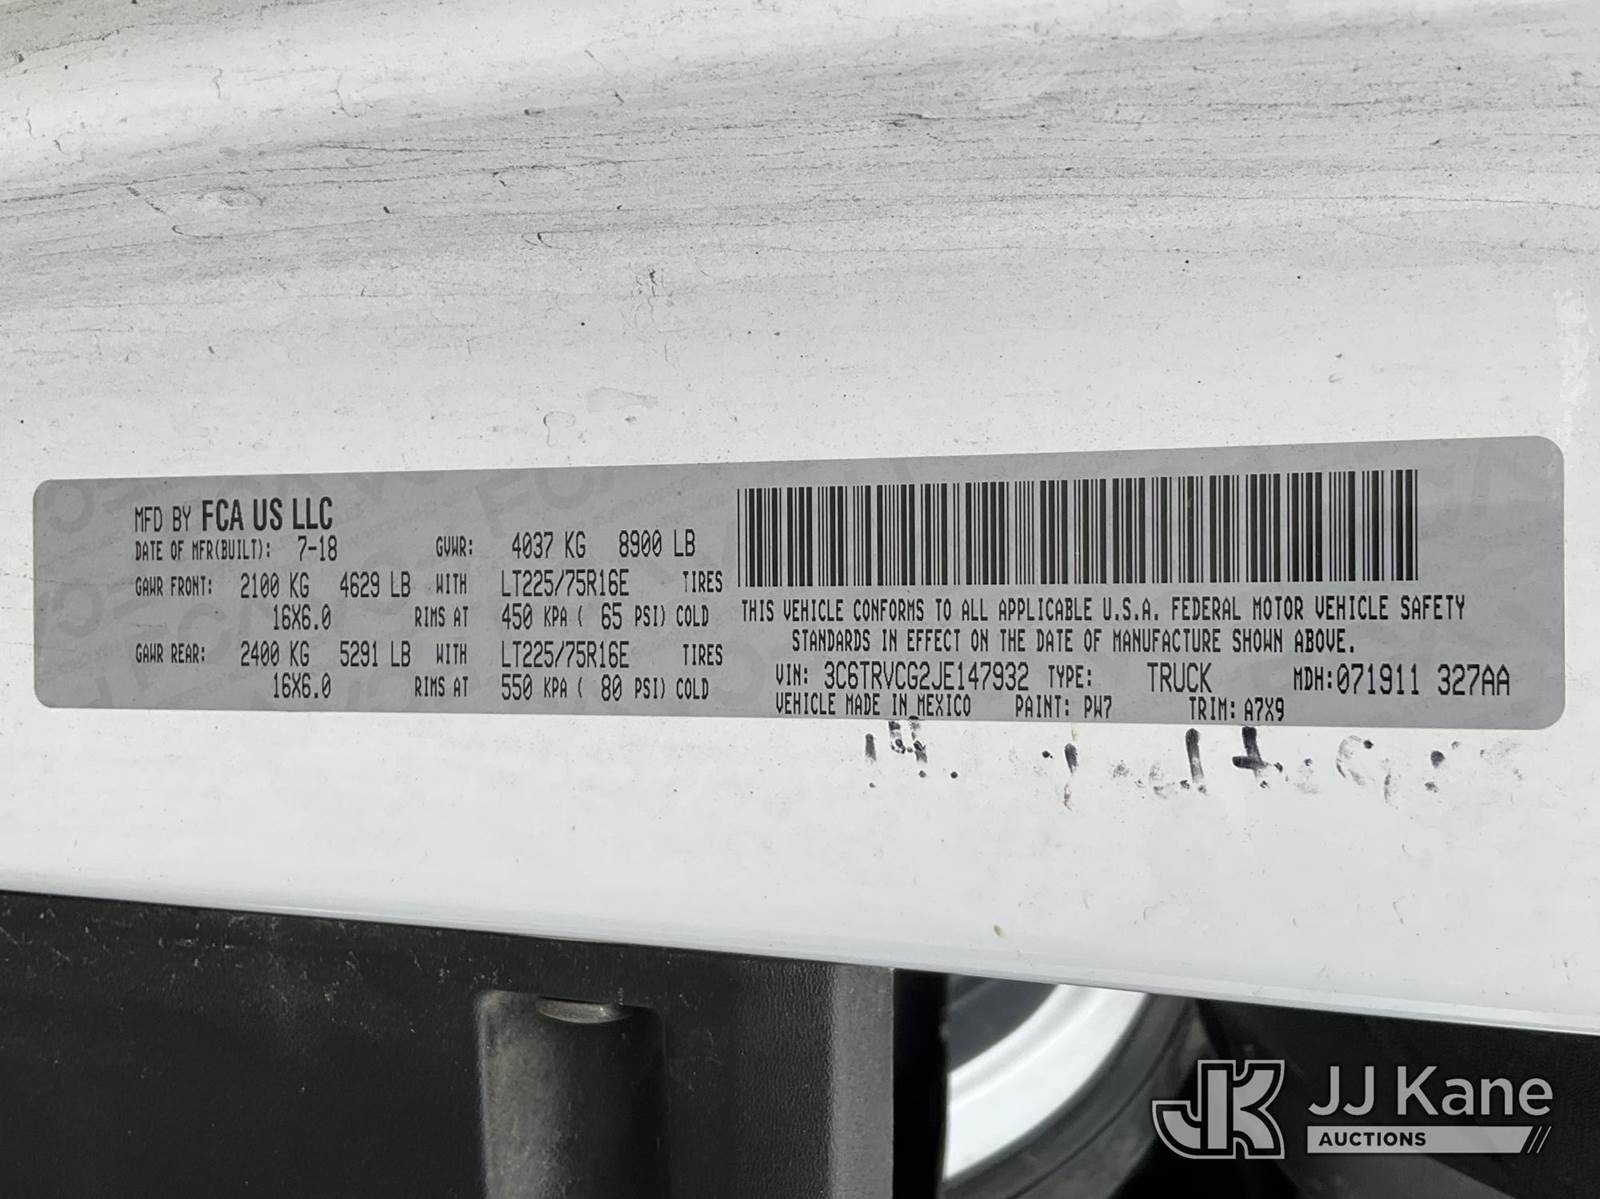 MFD BY FCA US LLC
DATE OF MFR(BUILT): 7-18 GVWR: 4037 KG 8900 LB
GAWR FRONT: 2100 KG 4629 LB WITH LT225/75R16E TIRES
16X6.0 RIMS AT 450 KPA ( 65 PSI) COLD
GAWR REAR: 2400 KG 5291 LB WITH LT225/75R16E TIRES
16X6.0 RIMS AT 550 KPA ( 80 PSI) COLD
THIS VEHICLE CONFORMS TO ALL APPLICABLE U.S.A. FEDERAL MOTOR VEHICLE SAFETY
STANDARDS IN EFFECT ON THE DATE OF MANUFACTURE SHOWN ABOVE.
VIN: 3C6TRVCG2JE147932 TYPE: TRUCK MDH:071911 327AA
VEHICLE MADE IN MEXICO PAINT: PW7 TRIM: A7X9
JK JJ Kane
AUCTIONS